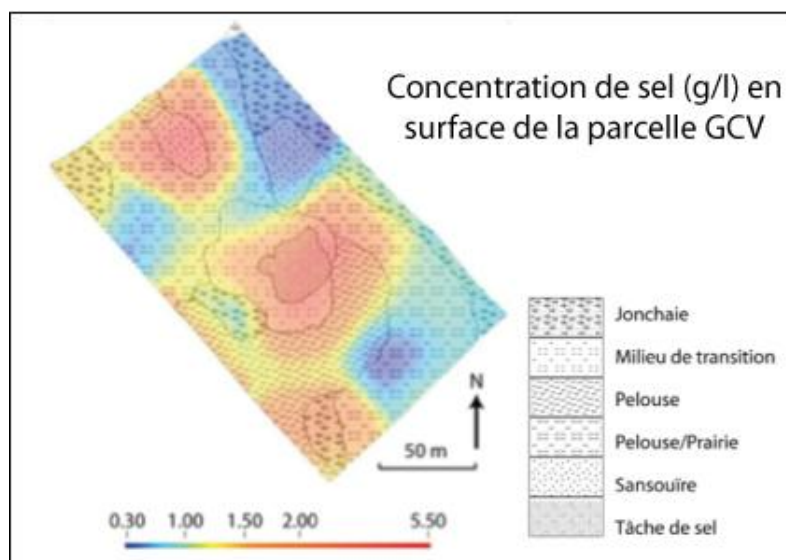 Concentration de sel (g/l) en
surface de la parcelle GCV
Jonchaie
Milieu de transition
Pelouse
Pelouse/Prairie
Sansouïre
Tâche de sel
N
50 m
0.30 1.00 1.50 2.00 5.50